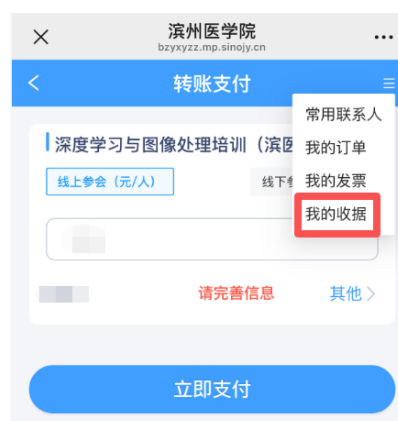 滨州医学院
bzyxyzz.mp.sinojy.cn
转账支付
常用联系人
我的订单
我的发票
我的收据
深度学习与图像处理培训（滨医
线上参会（元/人）
线下
请完善信息
其他
立即支付